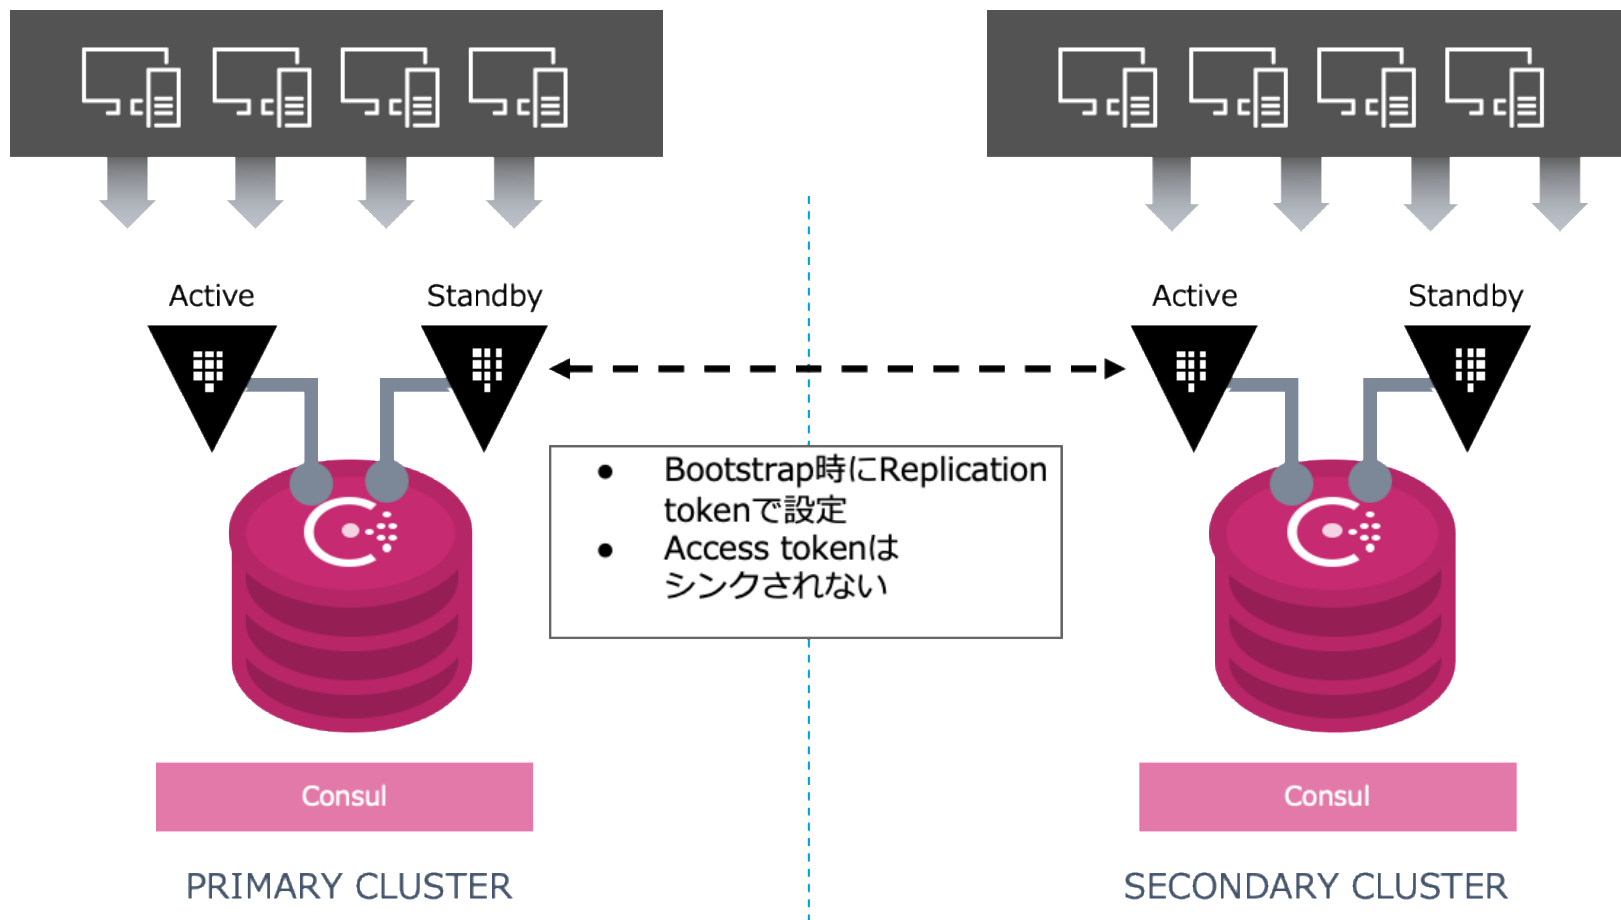 Active
Standby
Active
Standby
● Bootstrap時にReplication
tokenで設定
● Access tokenは
シンクされない
Consul
Consul
PRIMARY CLUSTER
SECONDARY CLUSTER